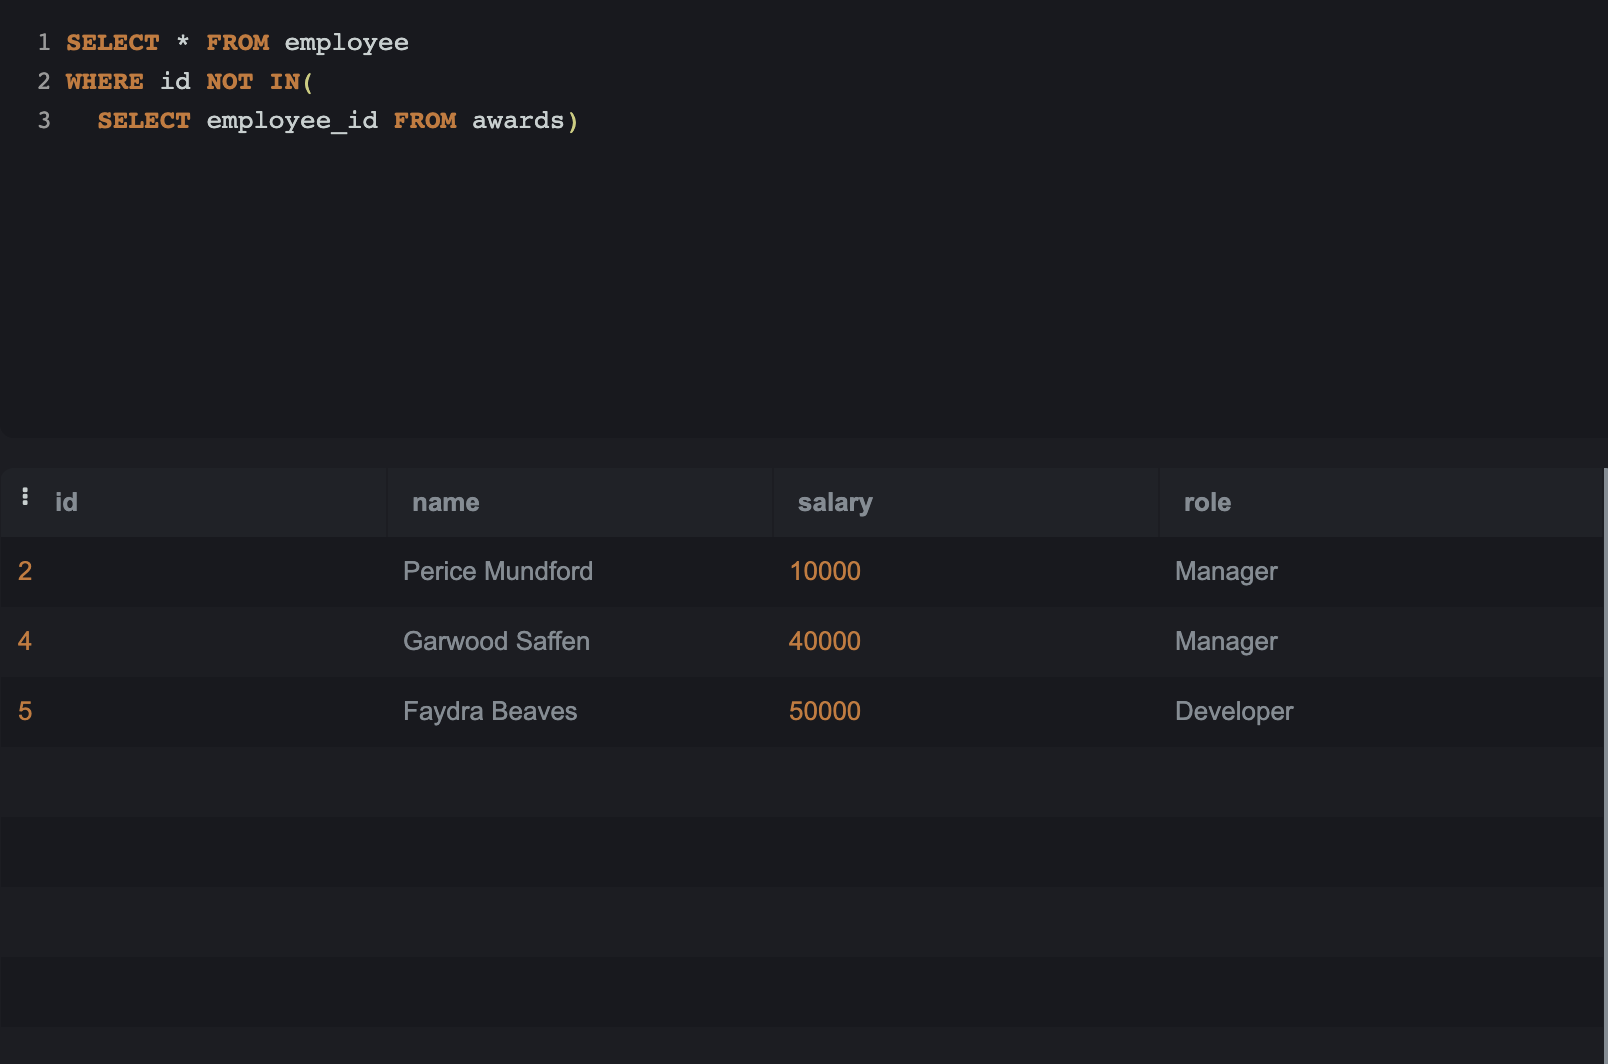 1 SELECT * FROM employee
2 WHERE id NOT IN(
3   SELECT employee_id FROM awards)
id name salary role
2 Perice Mundford 10000 Manager
4 Garwood Saffen 40000 Manager
5 Faydra Beaves 50000 Developer